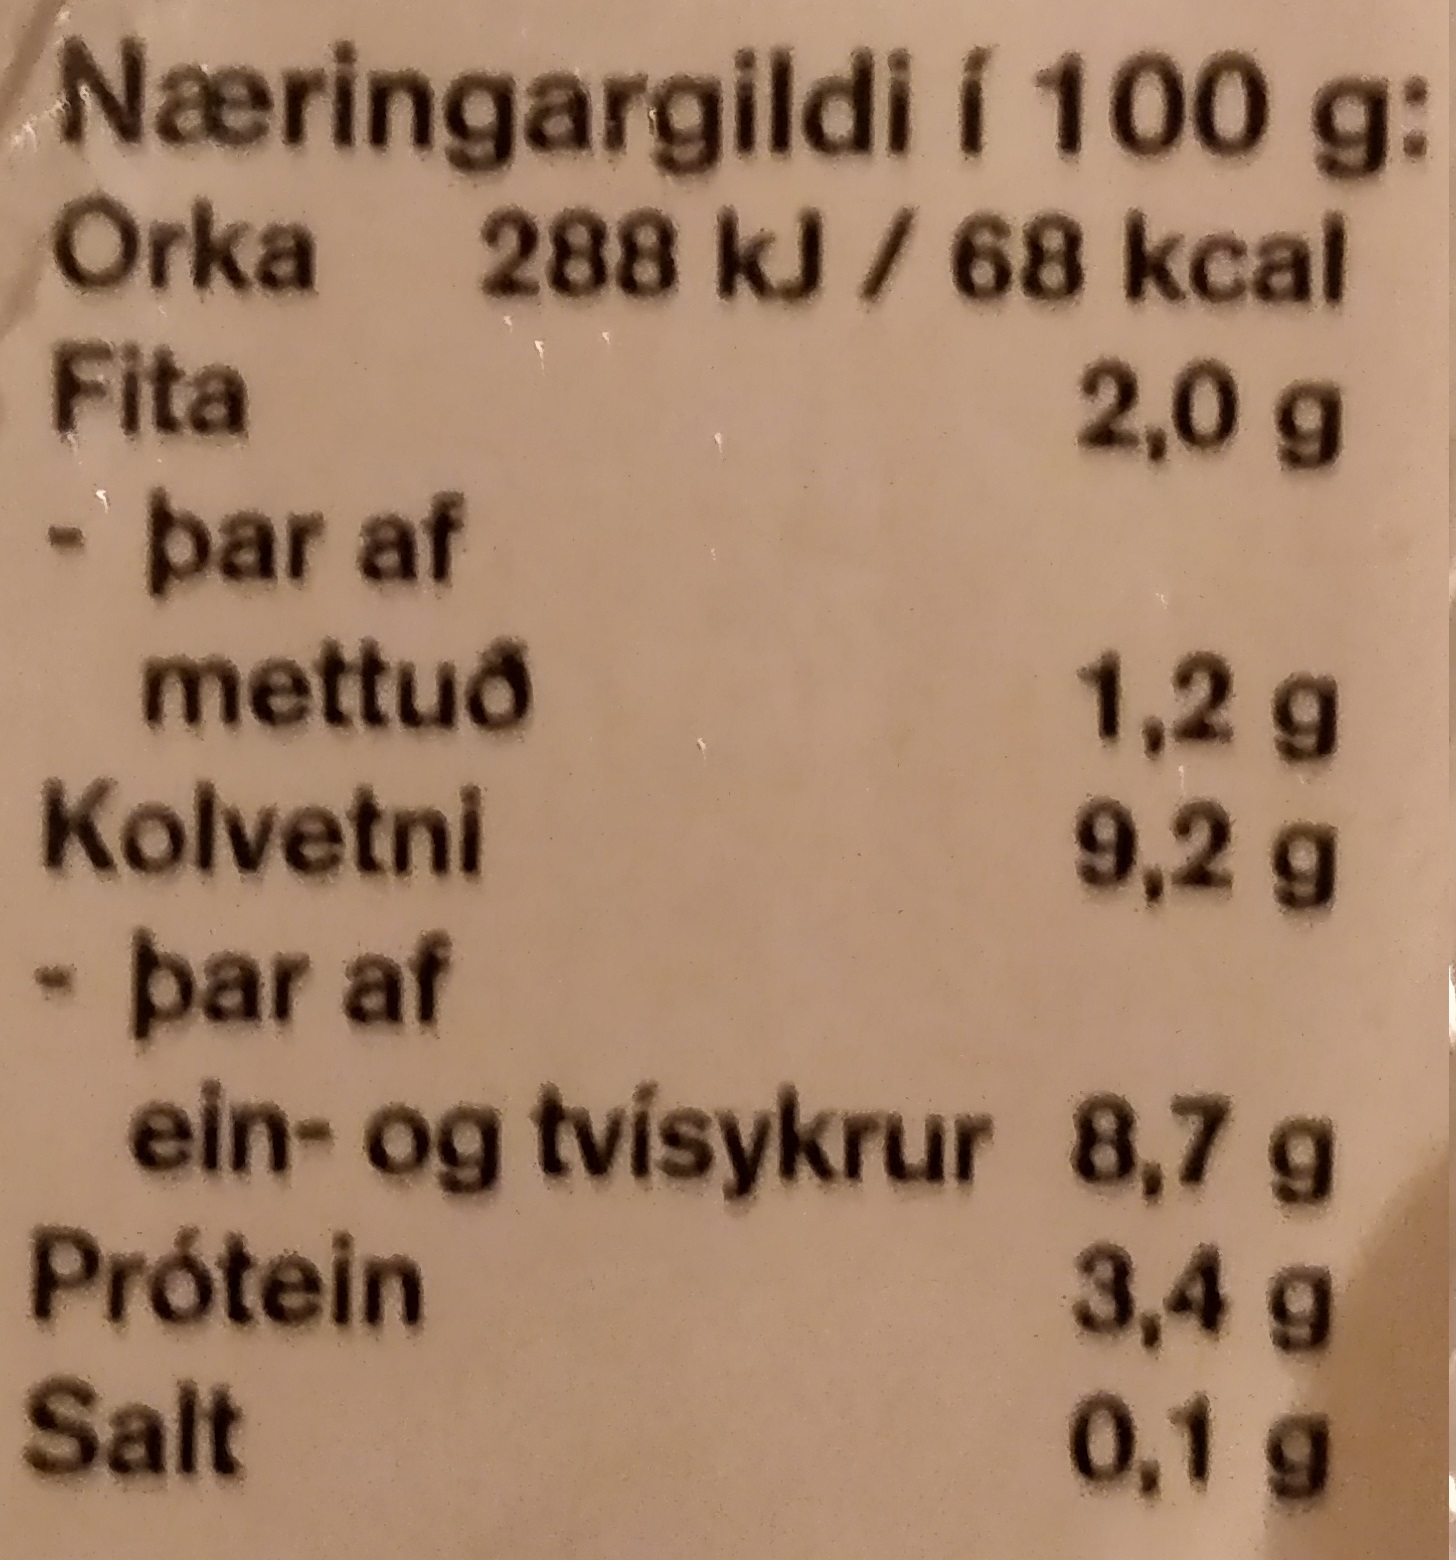 Næringargildi í 100 g:
Orka 288 kJ / 68 kcal
Fita 2,0 g
- þar af
mettuð 1,2 g
Kolvetni 9,2 g
- þar af
ein- og tvísykrur 8,7 g
Prótein 3,4 g
Salt 0,1 g